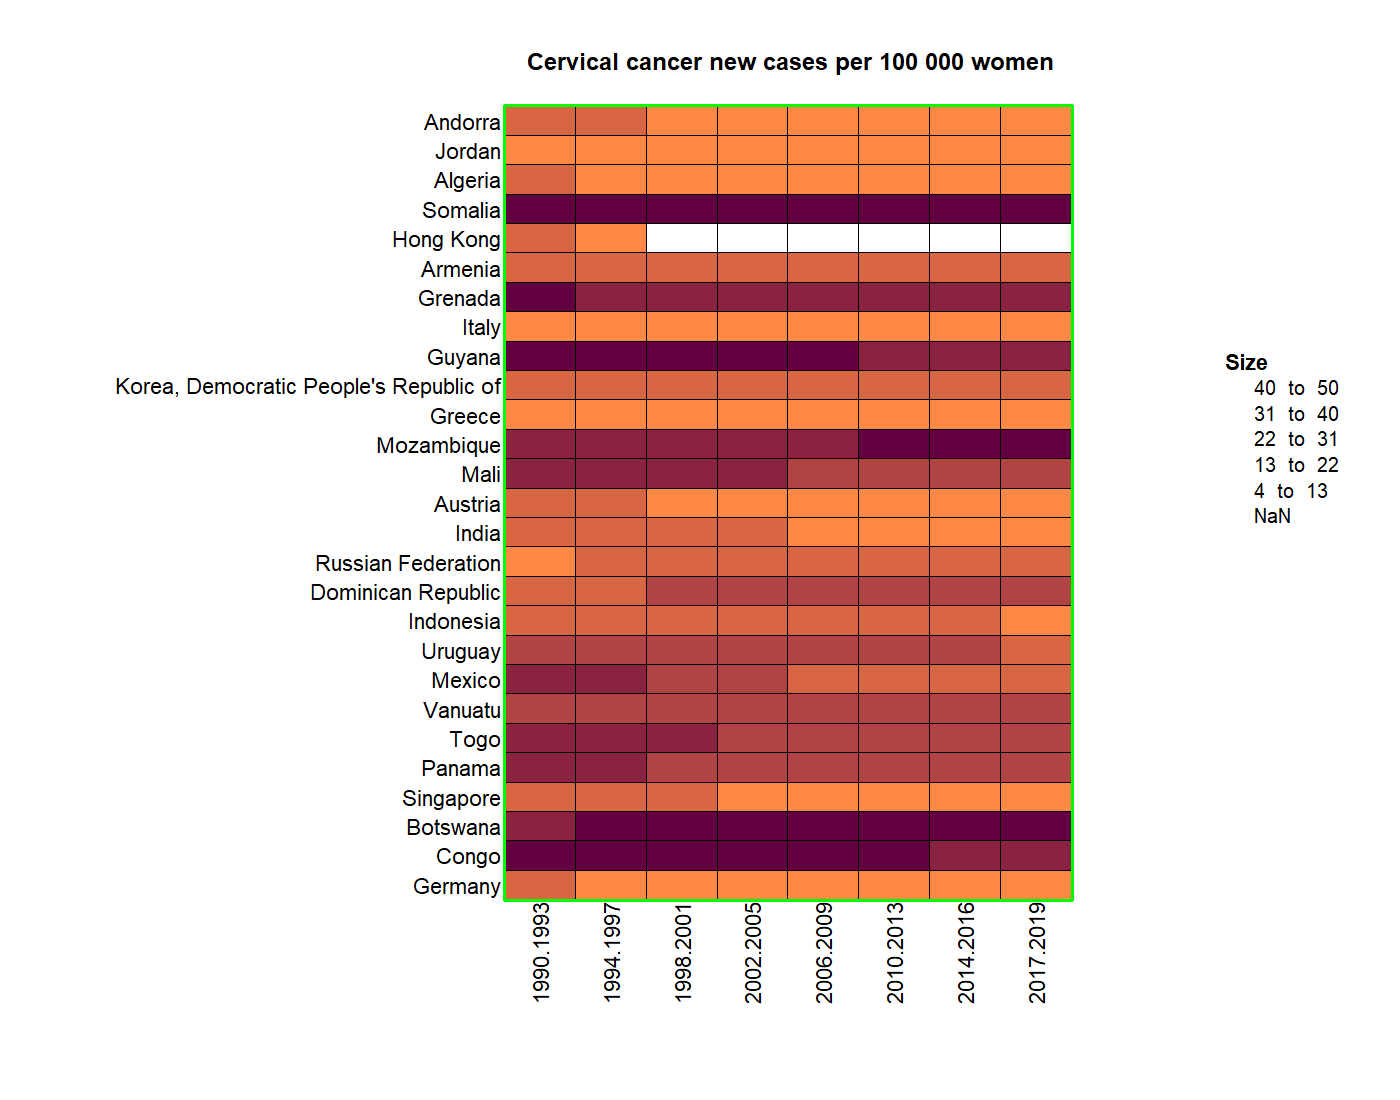 Cervical cancer new cases per 100 000 women
Andorra
Jordan
Algeria
Somalia
Hong Kong
Armenia
Grenada
Italy
Guyana
Korea, Democratic People's Republic of
Greece
Mozambique
Mali
Austria
India
Russian Federation
Dominican Republic
Indonesia
Uruguay
Mexico
Vanuatu
Togo
Panama
Singapore
Botswana
Congo
Germany
1990.1993
1994.1997
1998.2001
2002.2005
2006.2009
2010.2013
2014.2016
2017.2019
Size
40 to 50
31 to 40
22 to 31
13 to 22
4 to 13
NaN